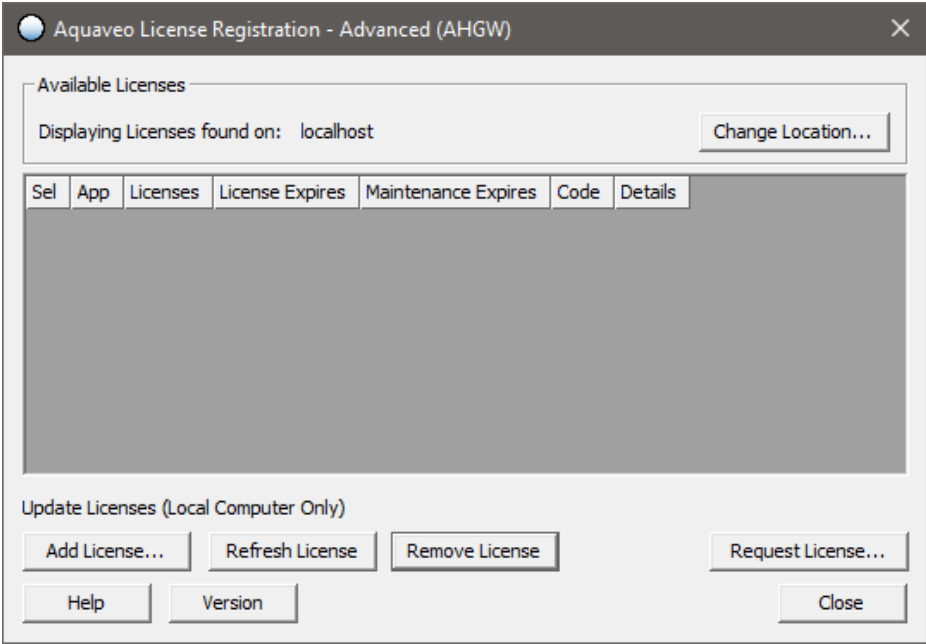 Aquaveo License Registration - Advanced (AHGW)
Available Licenses
Displaying Licenses found on: localhost Change Location...
Sel App Licenses License Expires Maintenance Expires Code Details
Update Licenses (Local Computer Only)
Add License... Refresh License Remove License Request License...
Help Version Close